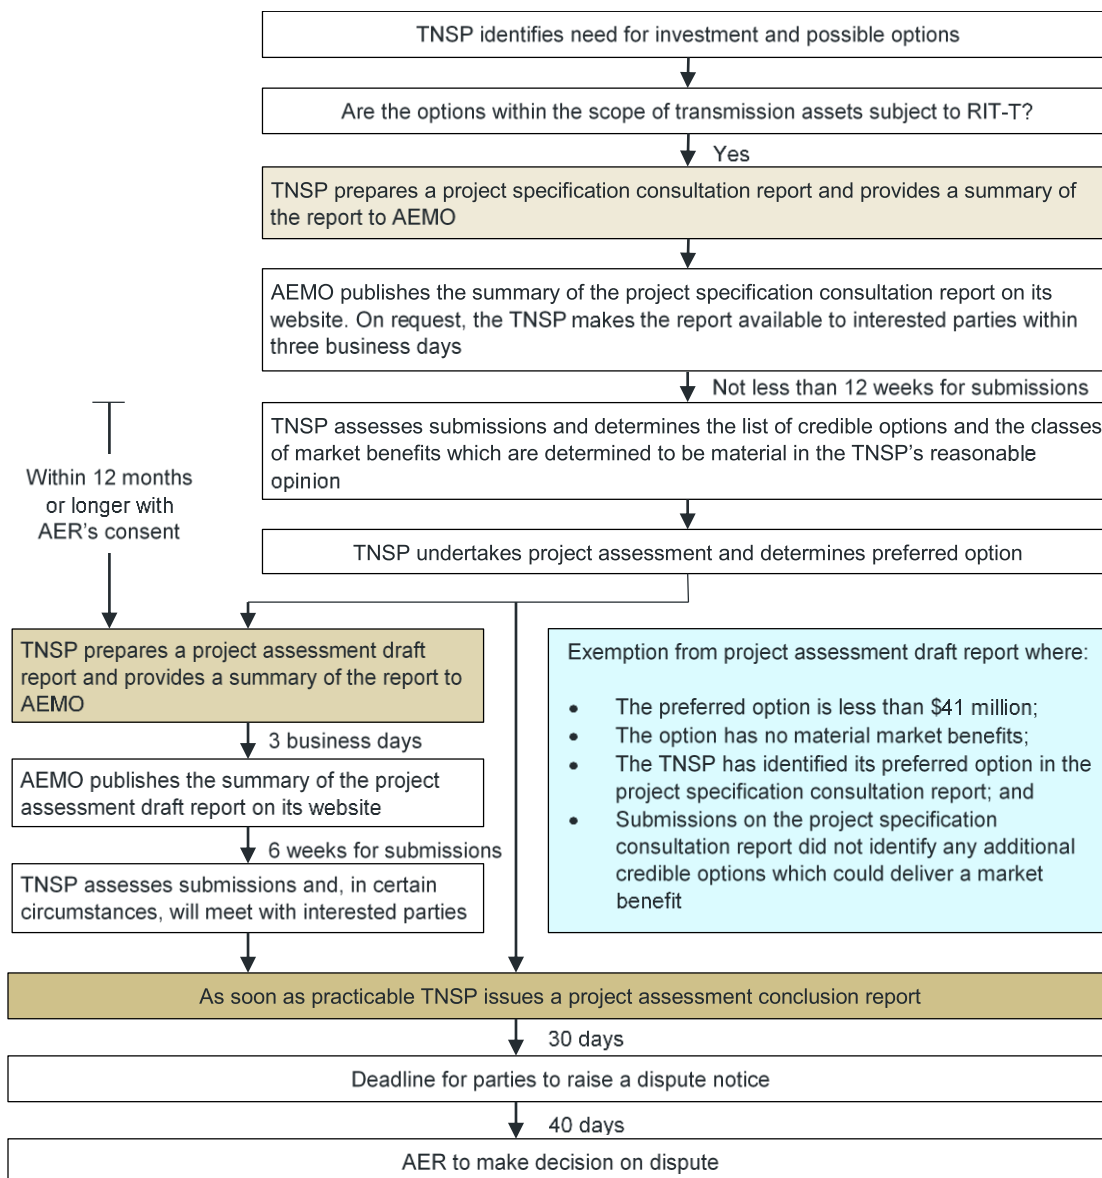 TNSP identifies need for investment and possible options
Are the options within the scope of transmission assets subject to RIT-T?
Yes
TNSP prepares a project specification consultation report and provides a summary of
the report to AEMO
AEMO publishes the summary of the project specification consultation report on its
website. On request, the TNSP makes the report available to interested parties within
three business days
Not less than 12 weeks for submissions
TNSP assesses submissions and determines the list of credible options and the classes
of market benefits which are determined to be material in the TNSP's reasonable
opinion
Within 12 months
or longer with
AER's consent
TNSP undertakes project assessment and determines preferred option
TNSP prepares a project assessment draft
report and provides a summary of the report to
AEMO
3 business days
AEMO publishes the summary of the project
assessment draft report on its website
6 weeks for submissions
TNSP assesses submissions and, in certain
circumstances, will meet with interested parties
Exemption from project assessment draft report where:
• The preferred option is less than $41 million;
• The option has no material market benefits;
• The TNSP has identified its preferred option in the
project specification consultation report; and
• Submissions on the project specification
consultation report did not identify any additional
credible options which could deliver a market
benefit
As soon as practicable TNSP issues a project assessment conclusion report
30 days
Deadline for parties to raise a dispute notice
40 days
AER to make decision on dispute